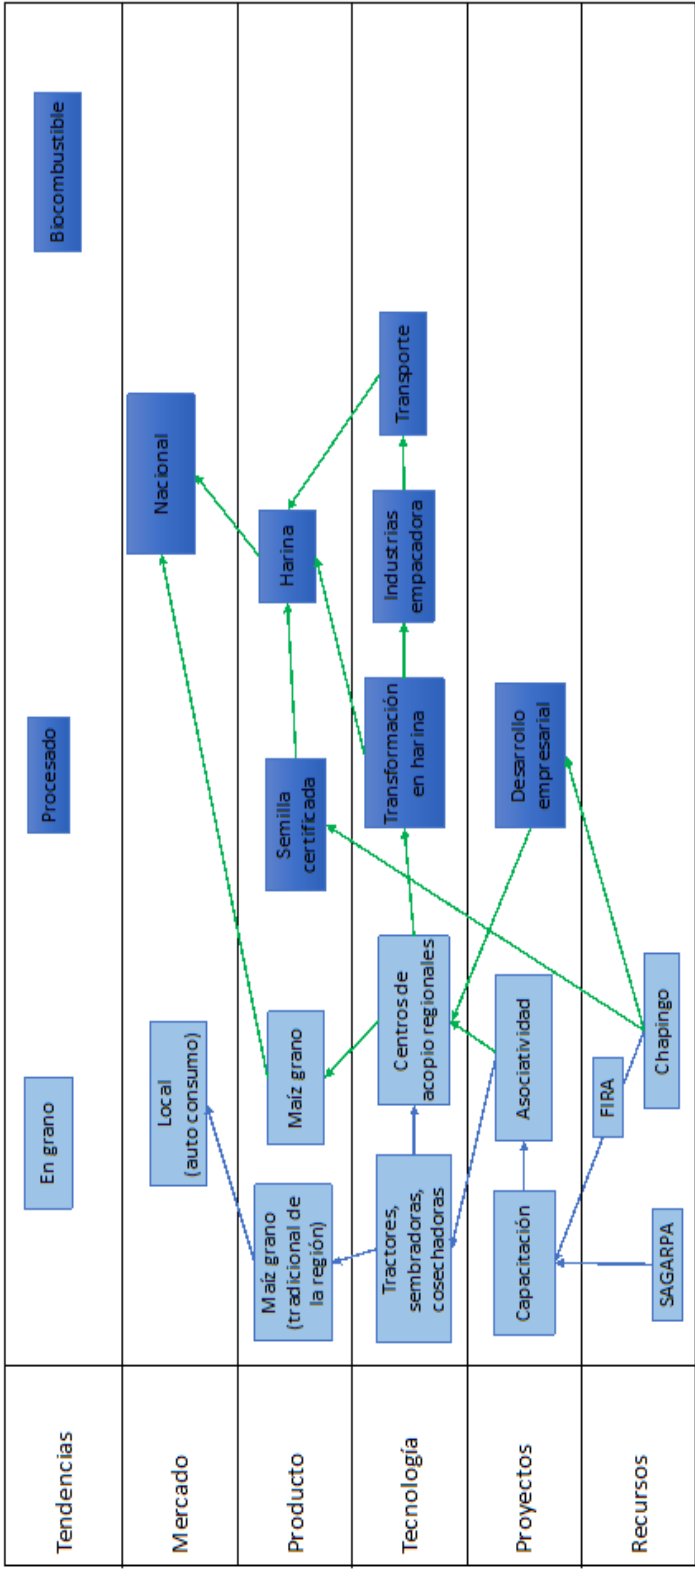 Tendencias
En grano
Procesado
Biocombustible
Mercado
Local
(auto consumo)
Nacional
Producto
Maíz grano
(tradicional de
la región)
Maíz grano
Semilla
certificada
Harina
Tecnología
Tractores,
sembradoras,
cosechadoras
Centros de
acopio regionales
Transformación
en harina
Industrias
empacadora
Transporte
Proyectos
Capacitación
Asociatividad
Desarrollo
empresarial
Recursos
SAGARPA
FIRA
Chapingo